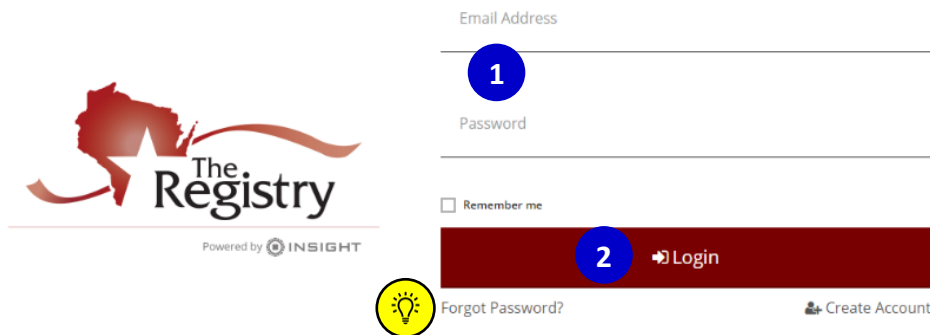 Email Address
1
Password
The
Registry
Powered by INSIGHT
Remember me
2 Login
Forgot Password? Create Account